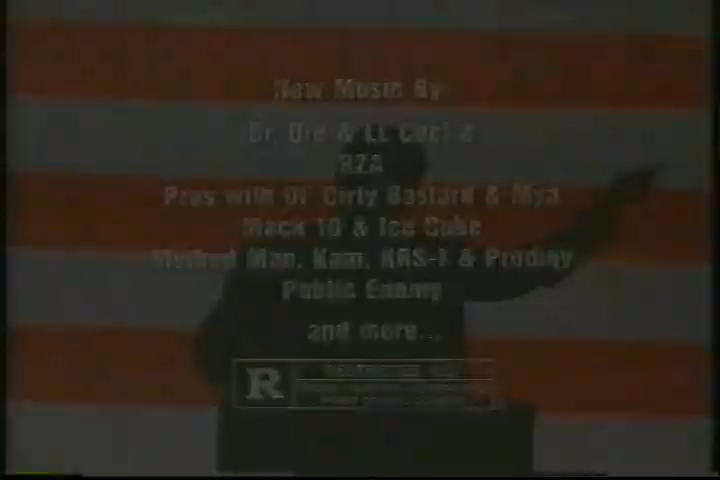 New Music By:
Dr. Dre & LL Cool J
RZA
Pras with Ol' Dirty Bastard & Mya
Mack 10 & Ice Cube
Method Man, Kam, KRS-1 & Prodigy
Public Enemy
and more...
R
RESTRICTED